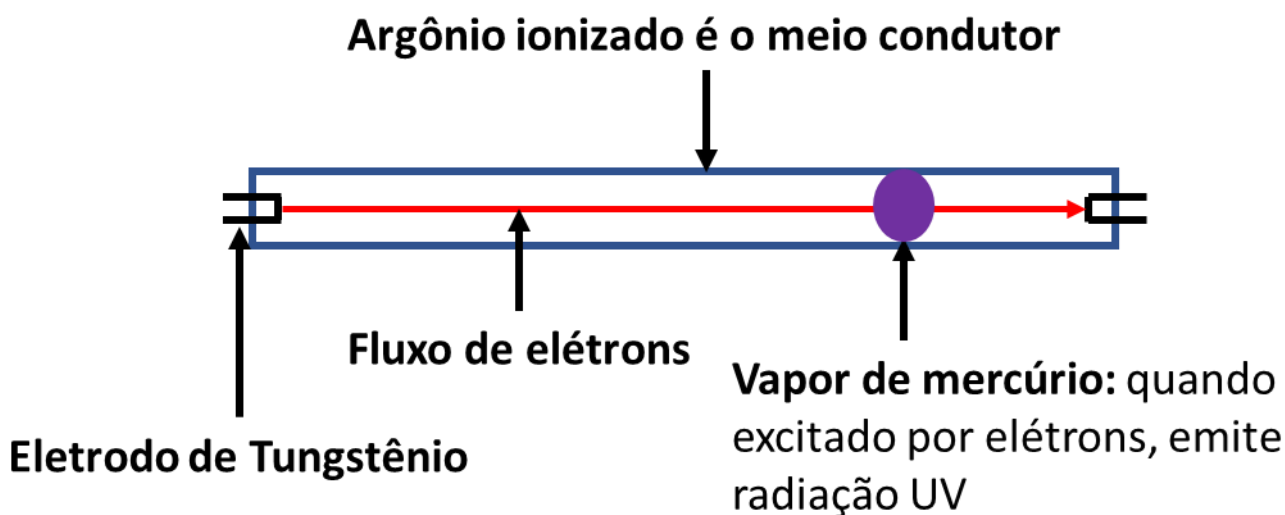 Argônio ionizado é o meio condutor
Fluxo de elétrons
Eletrodo de Tungstênio
Vapor de mercúrio: quando
excitado por elétrons, emite
radiação UV